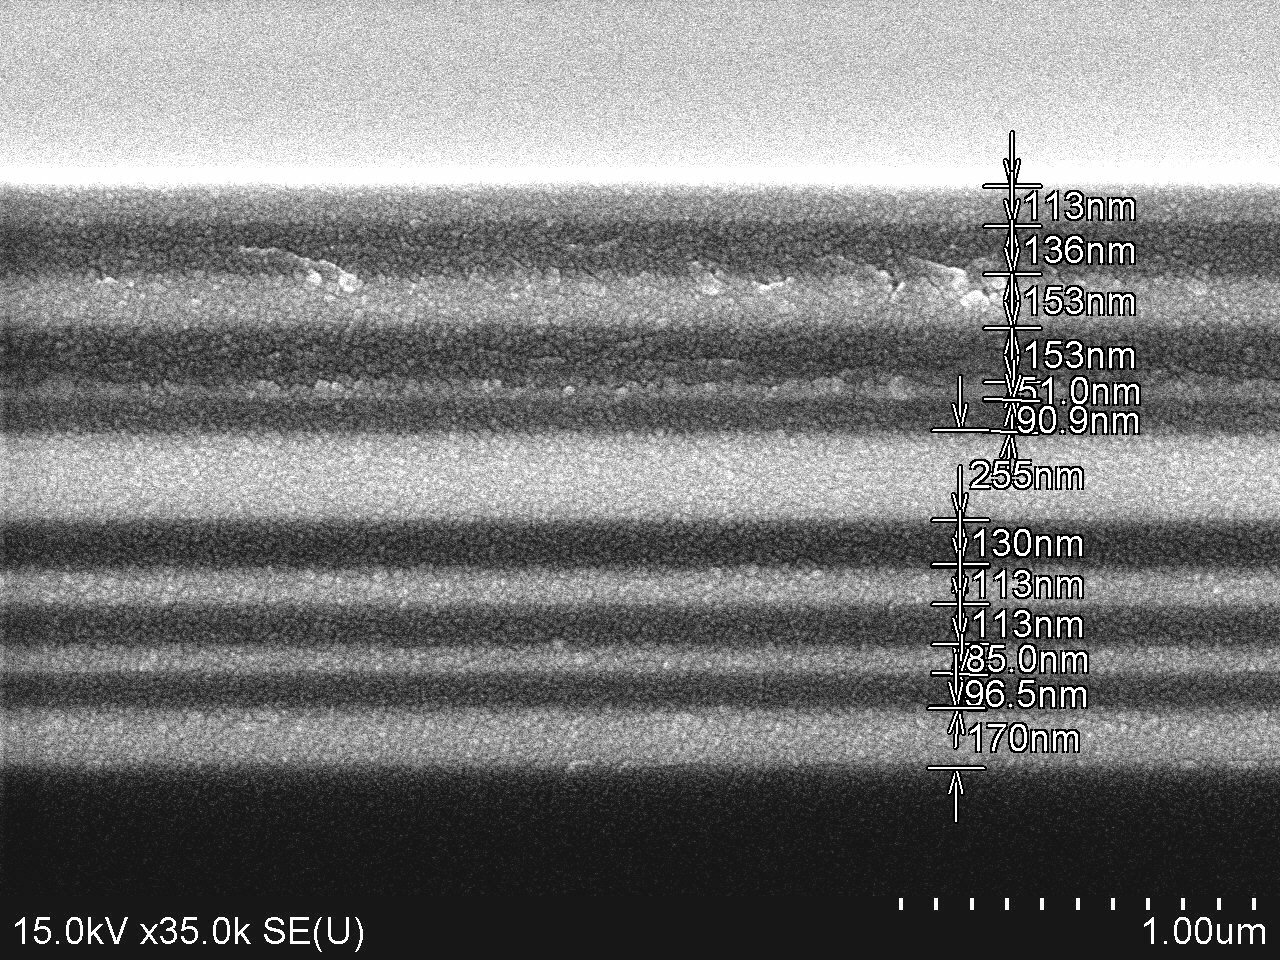 113nm
136nm
153nm
153nm
51.0nm
90.9nm
255nm
130nm
113nm
113nm
85.0nm
96.5nm
170nm
15.0kV x35.0k SE(U)
1.00um